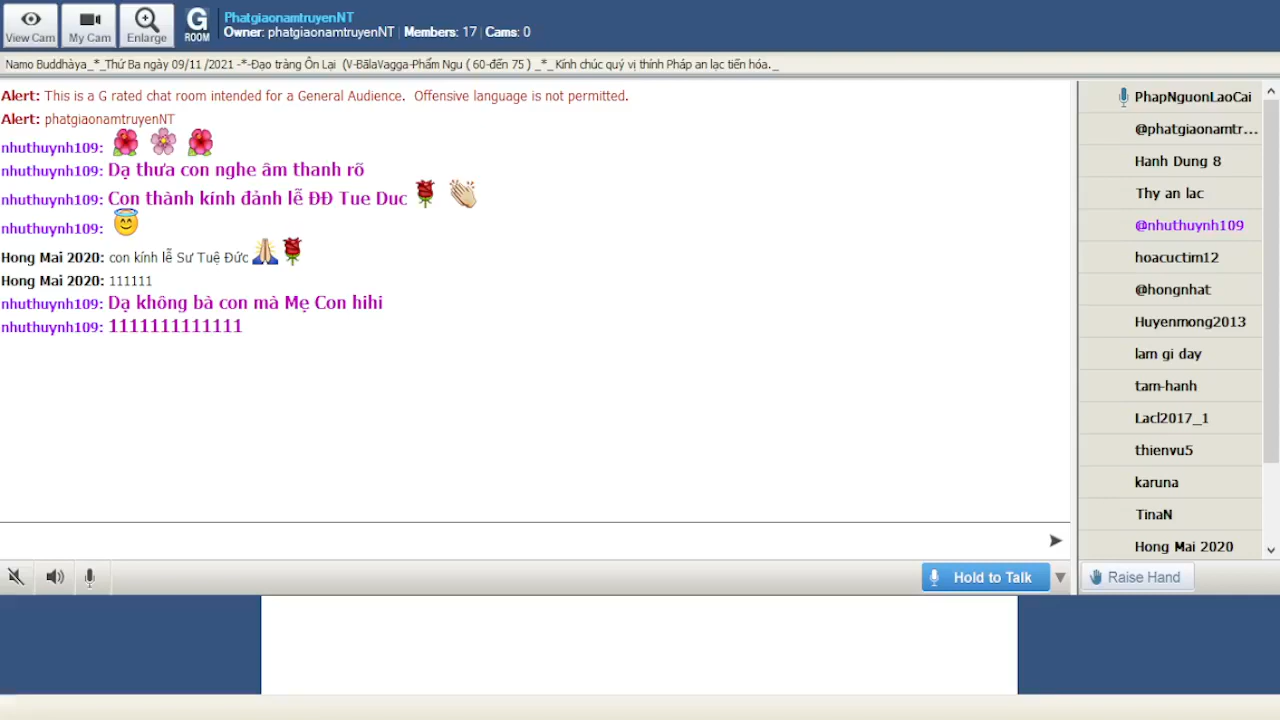 View Cam
My Cam
Enlarge
G
ROOM
PhatgiaonamtruyenNT
Owner: phatgiaonamtruyenNT | Members: 17 | Cams: 0
Namo Buddhàya_*_Thứ Ba ngày 09/11 /2021 -*-Đạo tràng Ôn Lại (V-BālaVagga-Phẩm Ngu ( 60-đến 75 ) _*_ Kính chúc quý vị thính Pháp an lạc tiến hóa._
Alert: This is a G rated chat room intended for a General Audience. Offensive language is not permitted.
Alert: phatgiaonamtruyenNT
nhuthuynh109:
nhuthuynh109: Dạ thưa con nghe âm thanh rõ
nhuthuynh109: Con thành kính đảnh lễ ĐĐ Tue Duc
nhuthuynh109:
Hong Mai 2020: con kính lễ Sư Tuệ Đức
Hong Mai 2020: 111111
nhuthuynh109: Dạ không bà con mà Mẹ Con hihi
nhuthuynh109: 1111111111111
PhapNguonLaoCai
@phatgiaonamtr...
Hanh Dung 8
Thy an lac
@nhuthuynh109
hoacuctim12
@hongnhat
Huyenmong2013
lam gi day
tam-hanh
Lacl2017_1
thienvu5
karuna
TinaN
Hong Mai 2020
Hold to Talk
Raise Hand